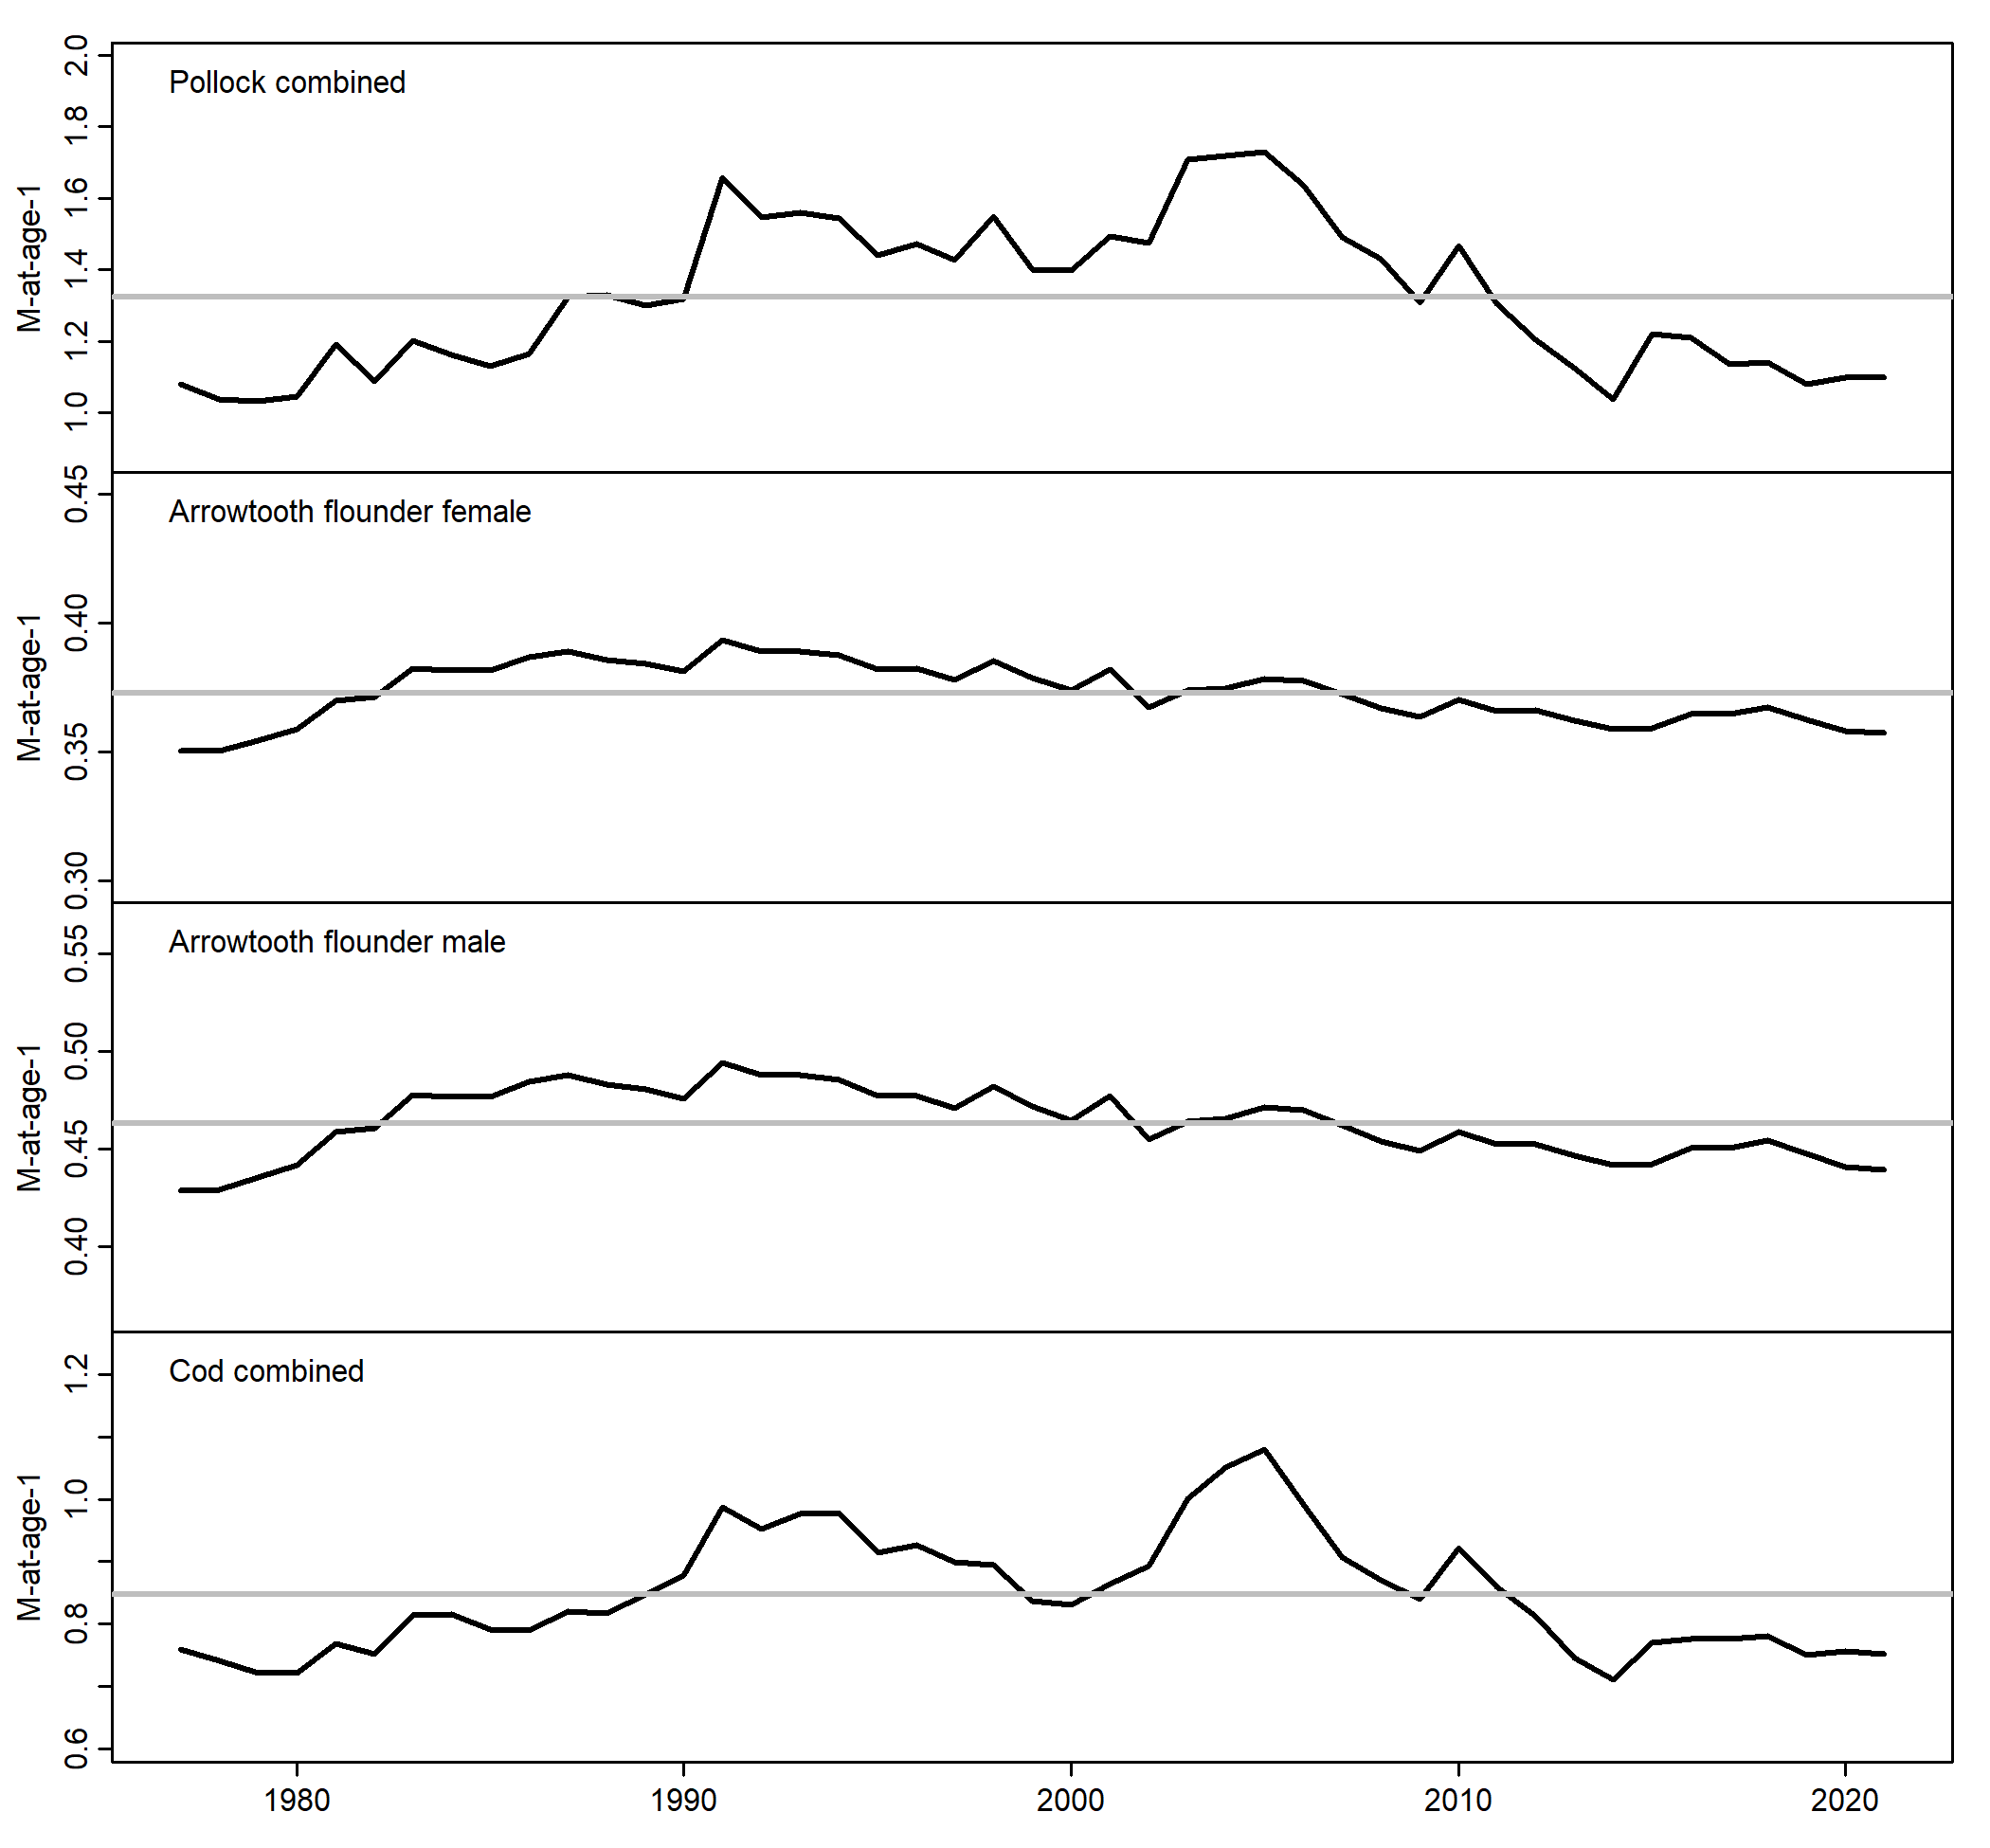 Pollock combined
M-at-age-1
2.0
1.8
1.6
1.4
1.2
1.0
Arrowtooth flounder female
M-at-age-1
0.45
0.40
0.35
0.30
Arrowtooth flounder male
M-at-age-1
0.55
0.50
0.45
0.40
Cod combined
M-at-age-1
1.2
1.0
0.8
0.6
1980 1990 2000 2010 2020